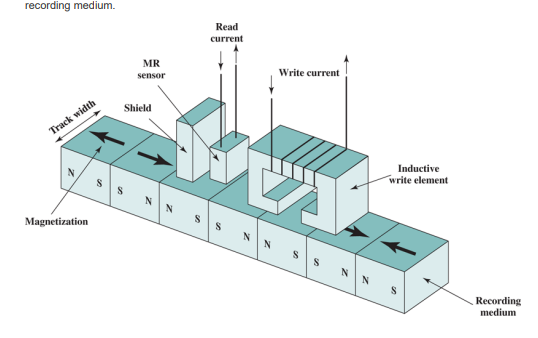 recording medium.
Read
current
MR
sensor
Write current
Shield
Track width
Inductive
write element
N S S N N S S N N S S N N S
Magnetization
Recording
medium